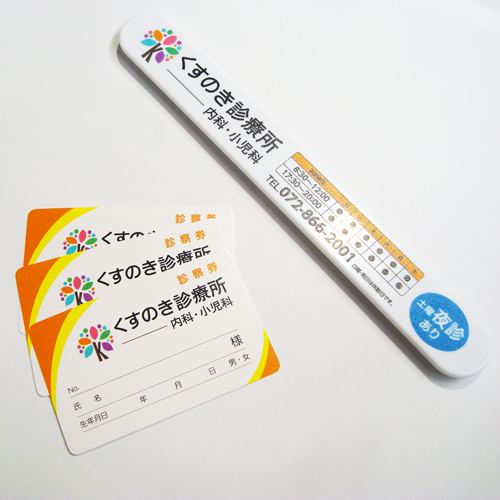 くすのき診療所
内科・小児科
8:30〜12:00
17:30〜20:00
TEL.072-866-2001
土曜
夜診
あり
診察券
くすのき診療所
診察券
くすのき診療所
診察券
くすのき診療所
内科・小児科
様
No.
氏 名
生年月日 年 月 日 男・女